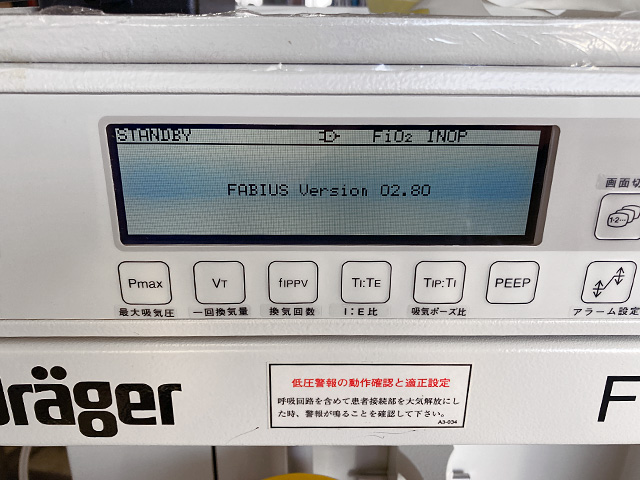 STANDBY FiO2 INOP
FABIUS Version 02.80
画面切
1·2···
Pmax VT fIPPV TI:TE TIP:TI PEEP
最大吸気圧 一回換気量 換気回数 I:E比 吸気ポーズ比 アラーム設定
Dräger F
低圧警報の動作確認と適正設定
呼吸回路を含めて患者接続部を大気解放にし
た時、警報が鳴ることを確認して下さい。
A3-034